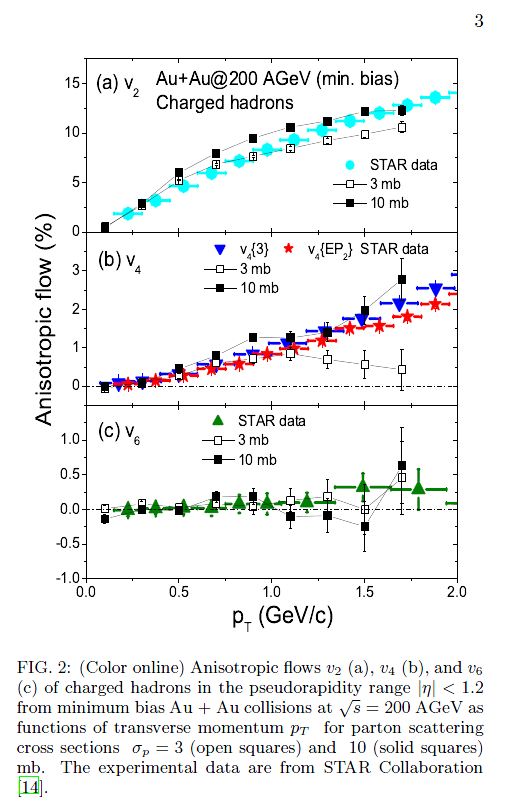 3
(a) v2 Au+Au@200 AGeV (min. bias)
Charged hadrons
STAR data
3 mb
10 mb
15
10
5
0
Anisotropic flow (%)
(b) v4
v4{3} v4{EP2} STAR data
3 mb
10 mb
3
2
1
0
(c) v6
STAR data
3 mb
10 mb
1.0
0.5
0.0
-0.5
-1.0
0.0 0.5 1.0 1.5 2.0
pT (GeV/c)
FIG. 2: (Color online) Anisotropic flows v2 (a), v4 (b), and v6
(c) of charged hadrons in the pseudorapidity range |η| < 1.2
from minimum bias Au + Au collisions at √s = 200 AGeV as
functions of transverse momentum pT for parton scattering
cross sections σp = 3 (open squares) and 10 (solid squares)
mb. The experimental data are from STAR Collaboration
[14].